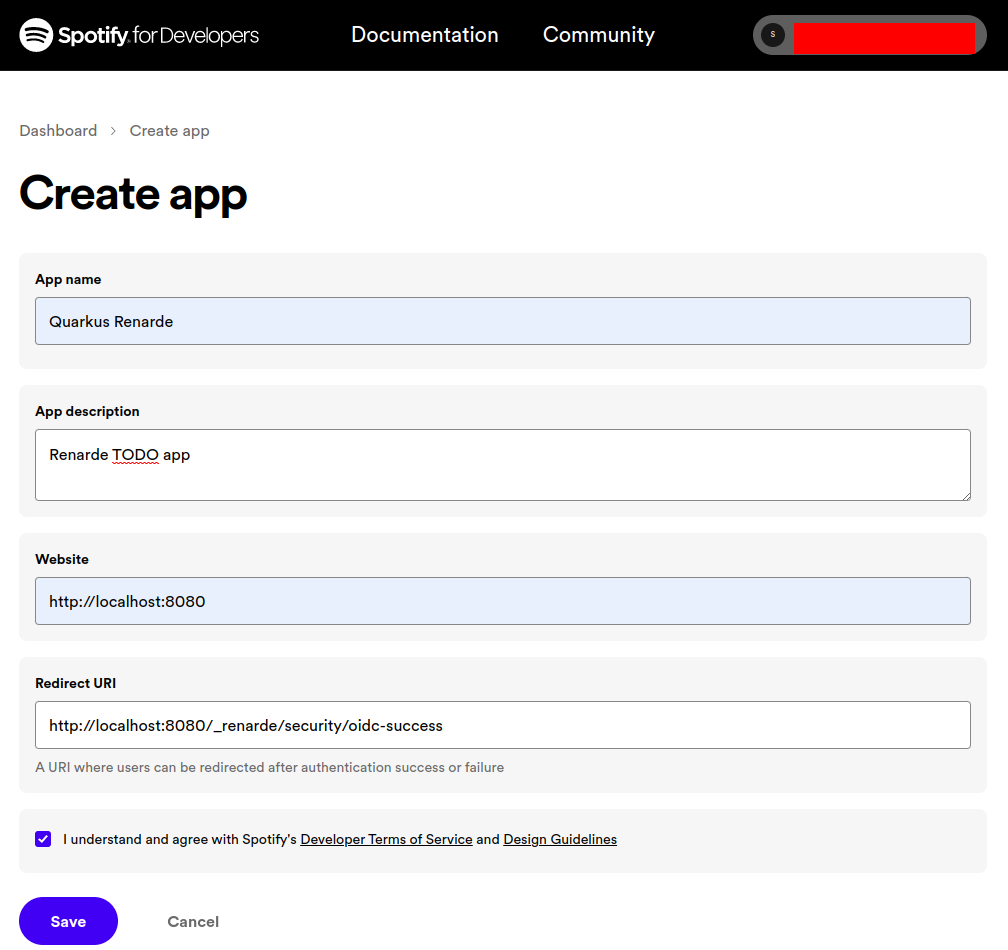 Spotify for Developers
Documentation
Community
S
Dashboard > Create app
Create app
App name
Quarkus Renarde
App description
Renarde TODO app
Website
http://localhost:8080
Redirect URI
http://localhost:8080/_renarde/security/oidc-success
A URI where users can be redirected after authentication success or failure
I understand and agree with Spotify's Developer Terms of Service and Design Guidelines
Save
Cancel